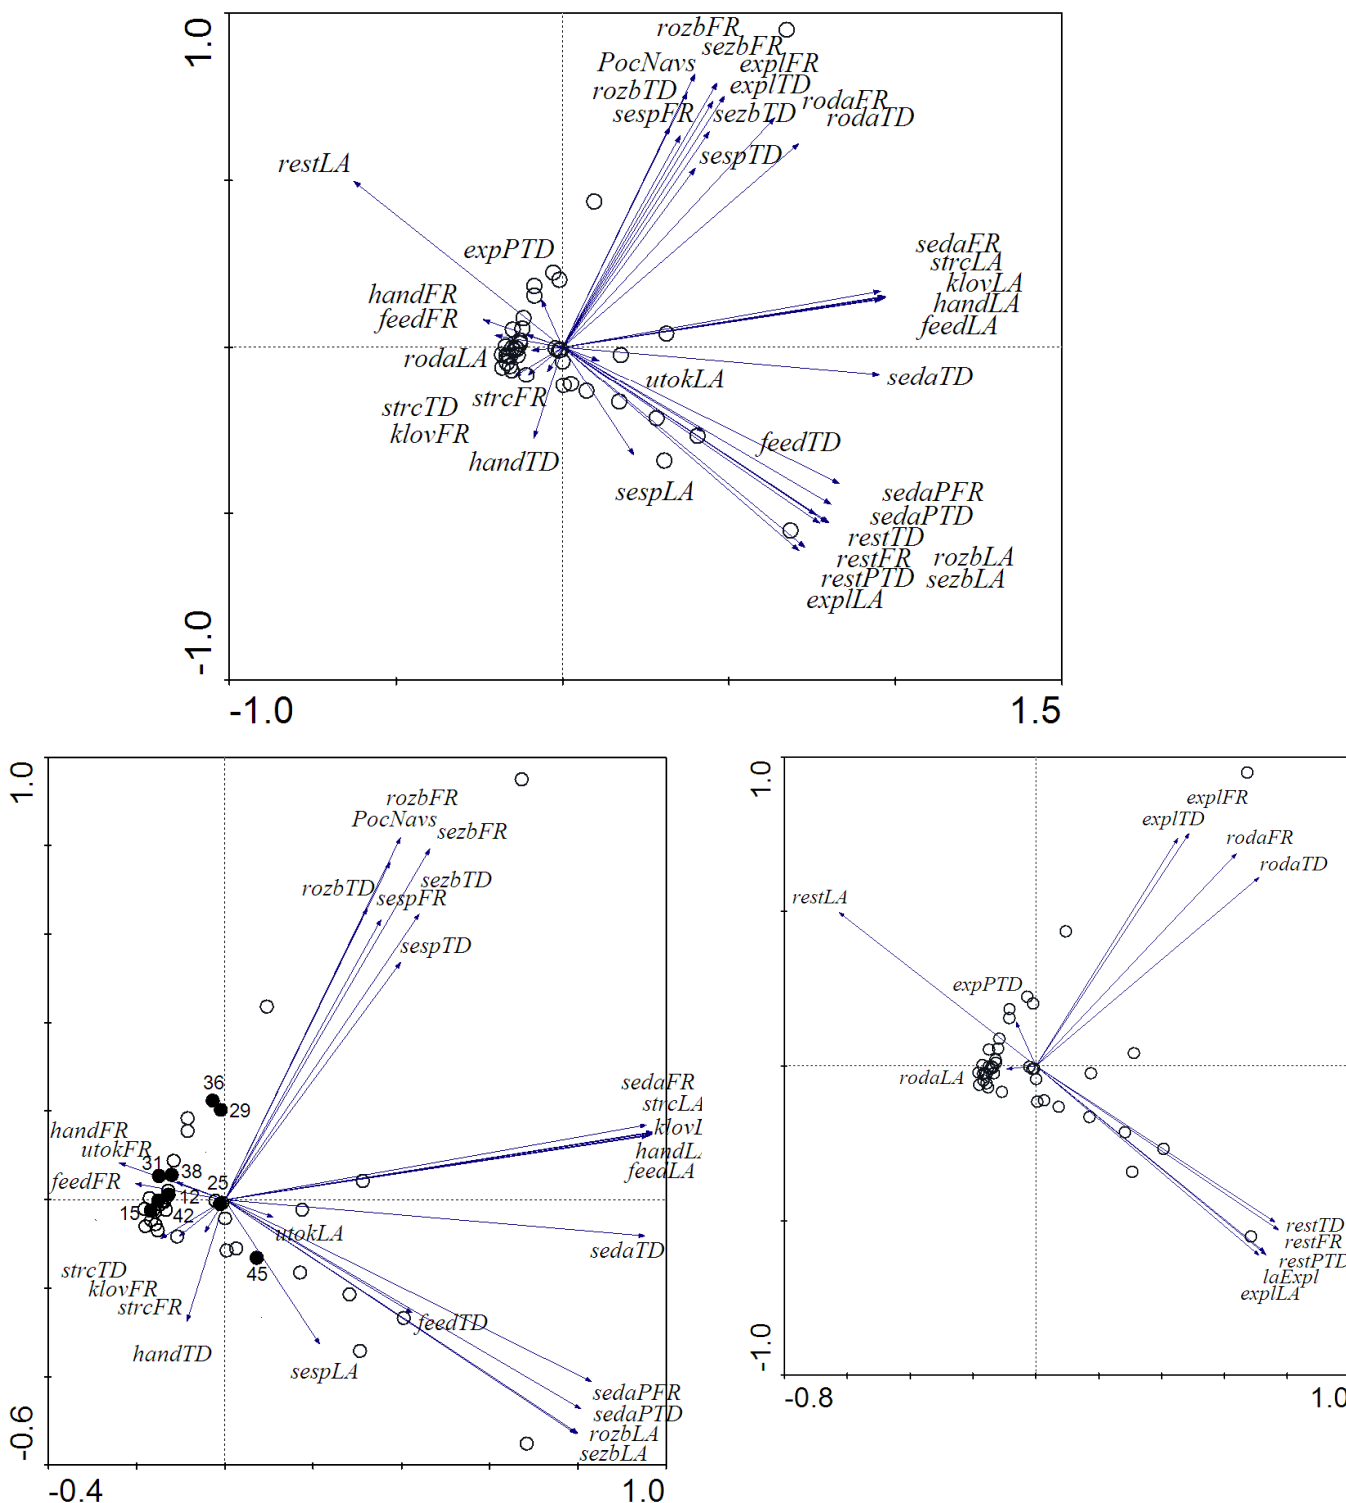 1.0
rozbFR
sezbFR
PocNavs
explFR
rozbTD
explTD
sespFR
sezbTD
rodaFR
rodaTD
sespTD
restLA
expPTD
sedaFR
strcLA
klovLA
handLA
feedLA
handFR
feedFR
rodaLA
utokLA
sedaTD
strcTD
strcFR
klovFR
handTD
feedTD
sespLA
sedaPFR
sedaPTD
restTD
restFR rozbLA
restPTD sezbLA
explLA
-1.0
-1.0 1.5
1.0
rozbFR
PocNavs
sezbFR
rozbTD
sezbTD
sespFR
sespTD
36
29
sedaFR
strcLA
klovL
handLA
feedLA
handFR
utokFR
31
38
25
feedFR
12
15
42
utokLA
sedaTD
45
strcTD
klovFR
strcFR
handTD
feedTD
sespLA
sedaPFR
sedaPTD
rozbLA
sezbLA
-0.6
-0.4 1.0
1.0
explFR
explTD
rodaFR
rodaTD
restLA
expPTD
rodaLA
restTD
restFR
restPTD
laExpl
explLA
-1.0
-0.8 1.0